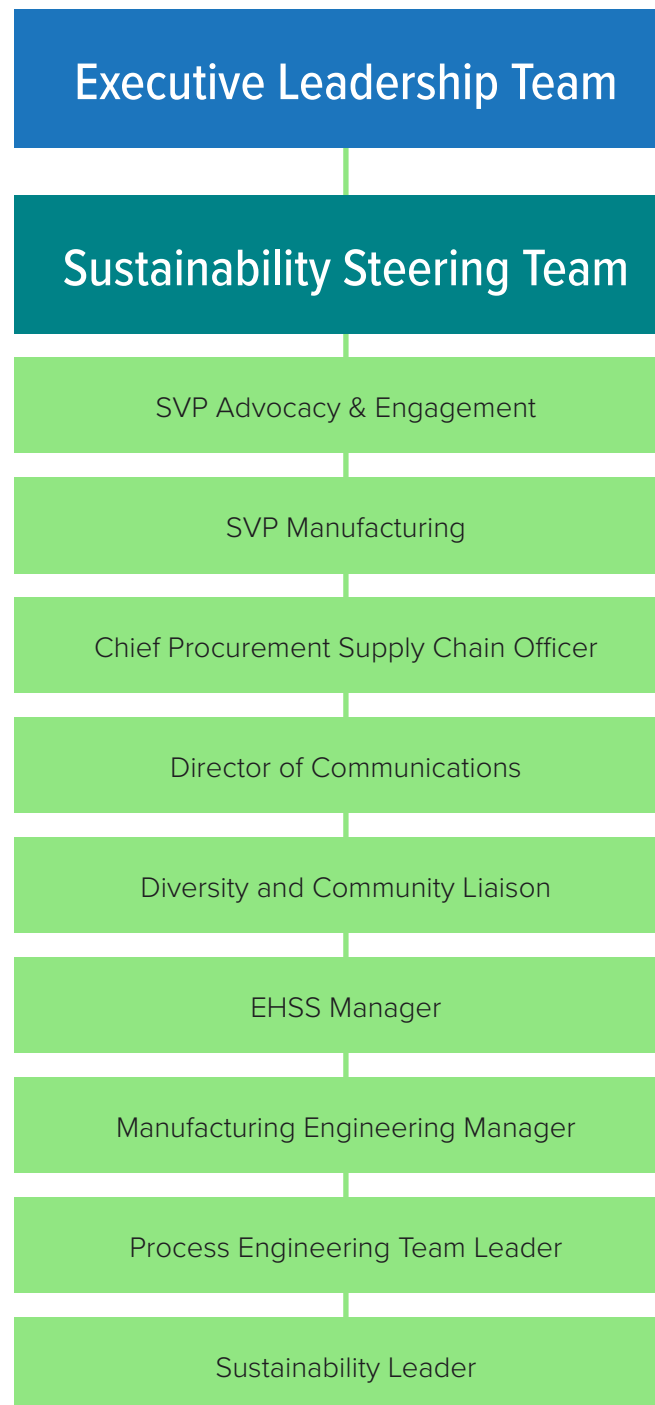 Executive Leadership Team
Sustainability Steering Team
SVP Advocacy & Engagement
SVP Manufacturing
Chief Procurement Supply Chain Officer
Director of Communications
Diversity and Community Liaison
EHSS Manager
Manufacturing Engineering Manager
Process Engineering Team Leader
Sustainability Leader